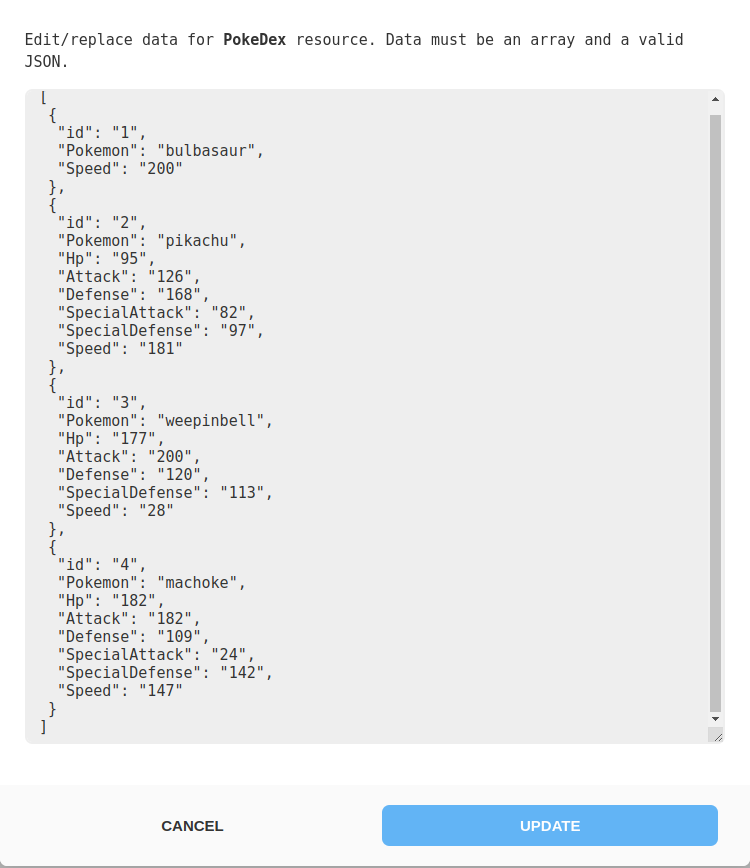 Edit/replace data for PokeDex resource. Data must be an array and a valid
JSON.
[
 {
  "id": "1",
  "Pokemon": "bulbasaur",
  "Speed": "200"
 },
 {
  "id": "2",
  "Pokemon": "pikachu",
  "Hp": "95",
  "Attack": "126",
  "Defense": "168",
  "SpecialAttack": "82",
  "SpecialDefense": "97",
  "Speed": "181"
 },
 {
  "id": "3",
  "Pokemon": "weepinbell",
  "Hp": "177",
  "Attack": "200",
  "Defense": "120",
  "SpecialDefense": "113",
  "Speed": "28"
 },
 {
  "id": "4",
  "Pokemon": "machoke",
  "Hp": "182",
  "Attack": "182",
  "Defense": "109",
  "SpecialAttack": "24",
  "SpecialDefense": "142",
  "Speed": "147"
 }
]
CANCEL UPDATE